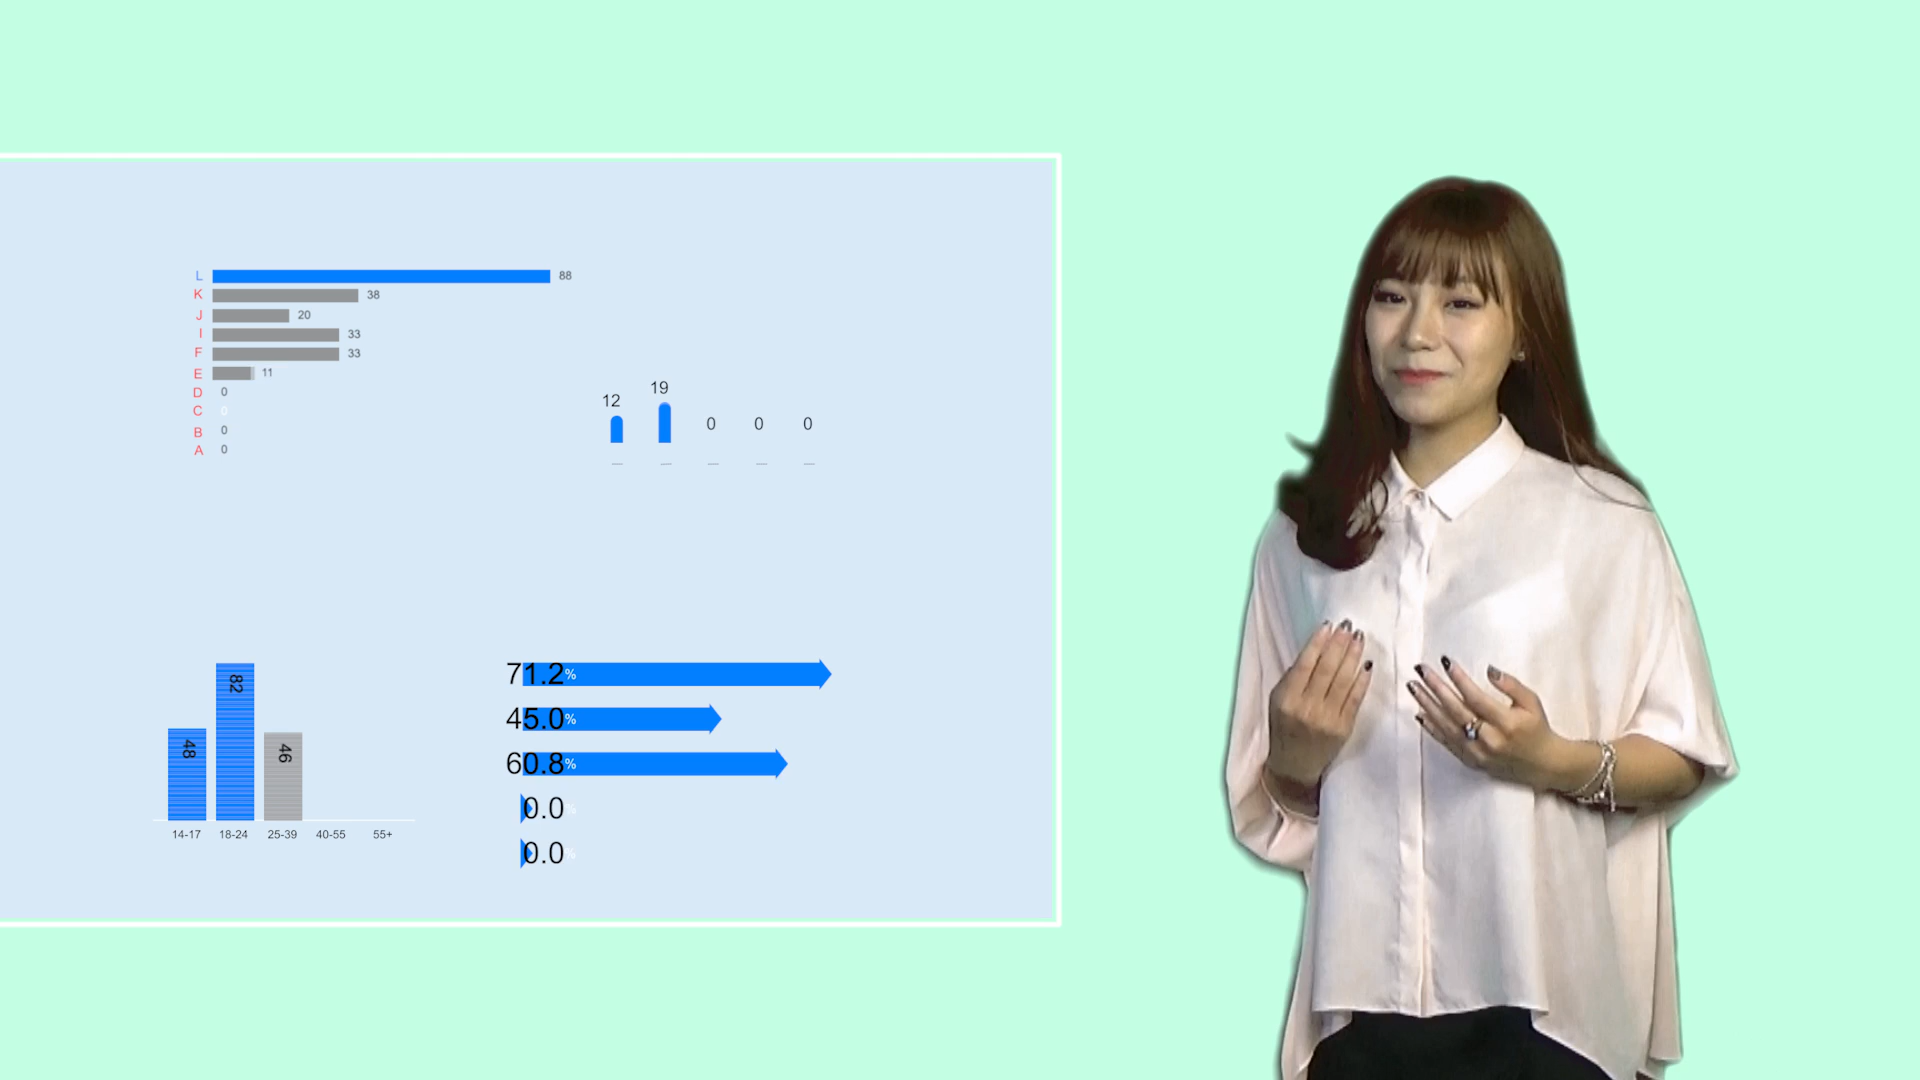 L 88
K 38
J 20
I 33
F 33
E 11
D 0
C 0
B 0
A 0
12 19 0 0 0
48 82 46
14-17 18-24 25-39 40-55 55+
71.2%
45.0%
60.8%
0.0%
0.0%